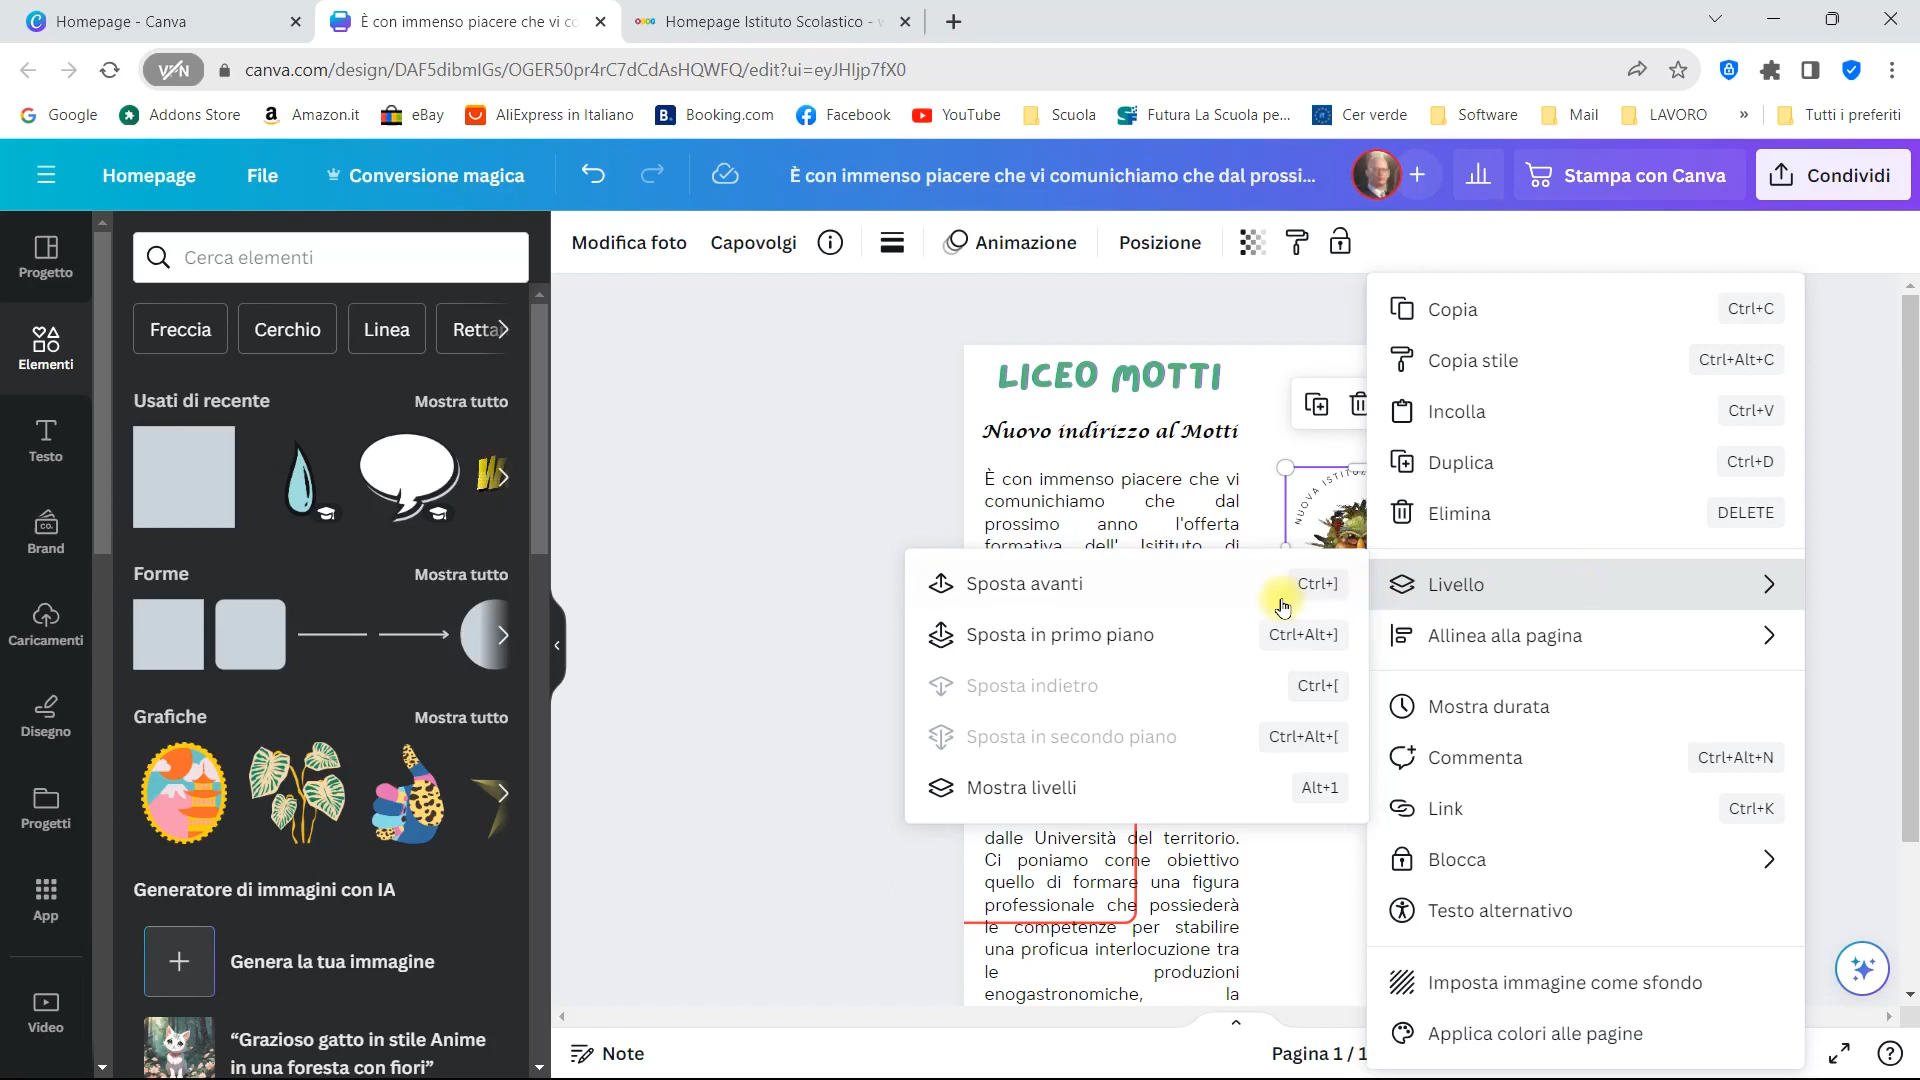 Homepage - Canva
È con immenso piacere che vi co
Homepage Istituto Scolastico -
VPN
canva.com/design/DAF5dibmIGs/OGER50pr4rC7dCdAsHQWFQ/edit?ui=eyJHIjp7fX0
Google
Addons Store
Amazon.it
eBay
AliExpress in Italiano
Booking.com
Facebook
YouTube
Scuola
Futura La Scuola pe...
Cer verde
Software
Mail
LAVORO
»
Tutti i preferiti
Homepage
File
Conversione magica
È con immenso piacere che vi comunichiamo che dal prossi...
Stampa con Canva
Condividi
Progetto
Elementi
Testo
Brand
Caricamenti
Disegno
Progetti
App
Video
Cerca elementi
Freccia
Cerchio
Linea
Retta
Usati di recente
Mostra tutto
Forme
Mostra tutto
Grafiche
Mostra tutto
Generatore di immagini con IA
Genera la tua immagine
“Grazioso gatto in stile Anime
in una foresta con fiori”
Modifica foto
Capovolgi
Animazione
Posizione
LICEO MOTTI
Nuovo indirizzo al Motti
È con immenso piacere che vi
comunichiamo che dal
prossimo anno l'offerta
formativa dell' Isitituto di
NUOVA ISTITUZ
Sposta avanti Ctrl+]
Sposta in primo piano Ctrl+Alt+]
Sposta indietro Ctrl+[
Sposta in secondo piano Ctrl+Alt+[
Mostra livelli Alt+1
dalle Università del territorio.
Ci poniamo come obiettivo
quello di formare una figura
professionale che possiederà
le competenze per stabilire
una proficua interlocuzione tra
le produzioni
enogastronomiche, la
Copia Ctrl+C
Copia stile Ctrl+Alt+C
Incolla Ctrl+V
Duplica Ctrl+D
Elimina DELETE
Livello
Allinea alla pagina
Mostra durata
Commenta Ctrl+Alt+N
Link Ctrl+K
Blocca
Testo alternativo
Imposta immagine come sfondo
Applica colori alle pagine
Note
Pagina 1 / 1